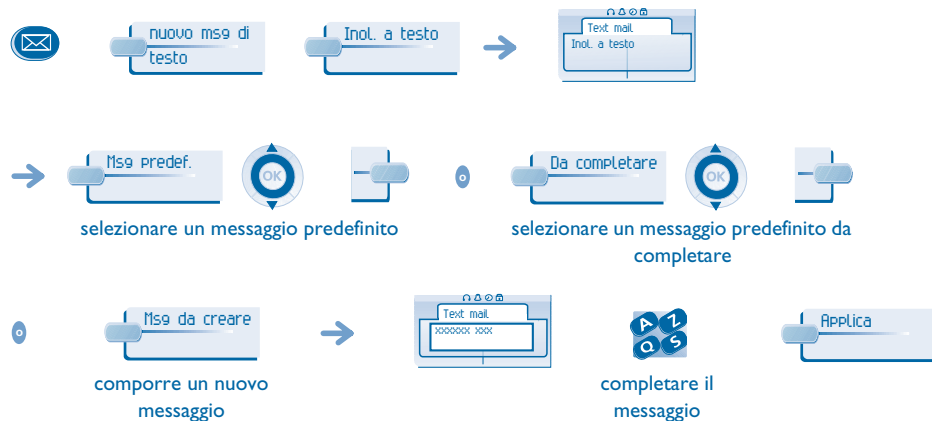 nuovo msg di
testo
Inol. a testo
Text mail
Inol. a testo
Msg predef.
OK
selezionare un messaggio predefinito
o
Da completare
OK
selezionare un messaggio predefinito da
completare
o
Msg da creare
comporre un nuovo
messaggio
Text mail
xxxxxx xxx
A Z
Q S
completare il
messaggio
Applica